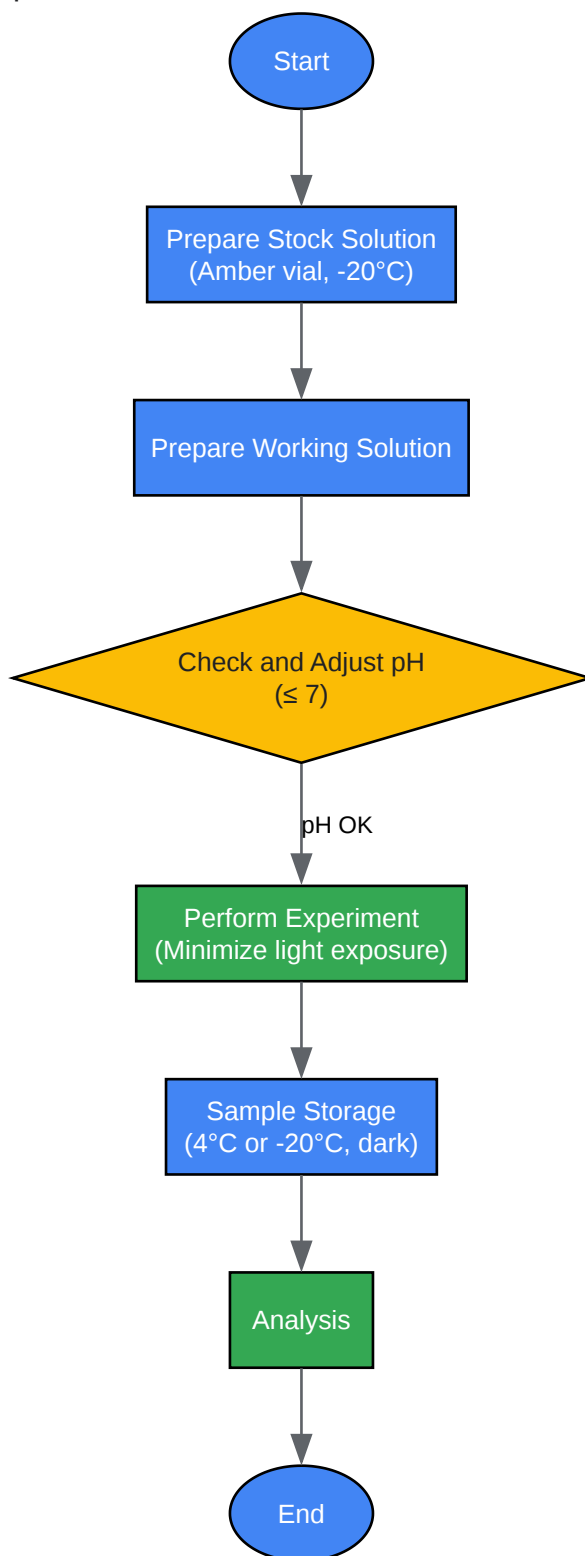 Start
Prepare Stock Solution
(Amber vial, -20°C)
Prepare Working Solution
Check and Adjust pH
(≤ 7)
pH OK
Perform Experiment
(Minimize light exposure)
Sample Storage
(4°C or -20°C, dark)
Analysis
End